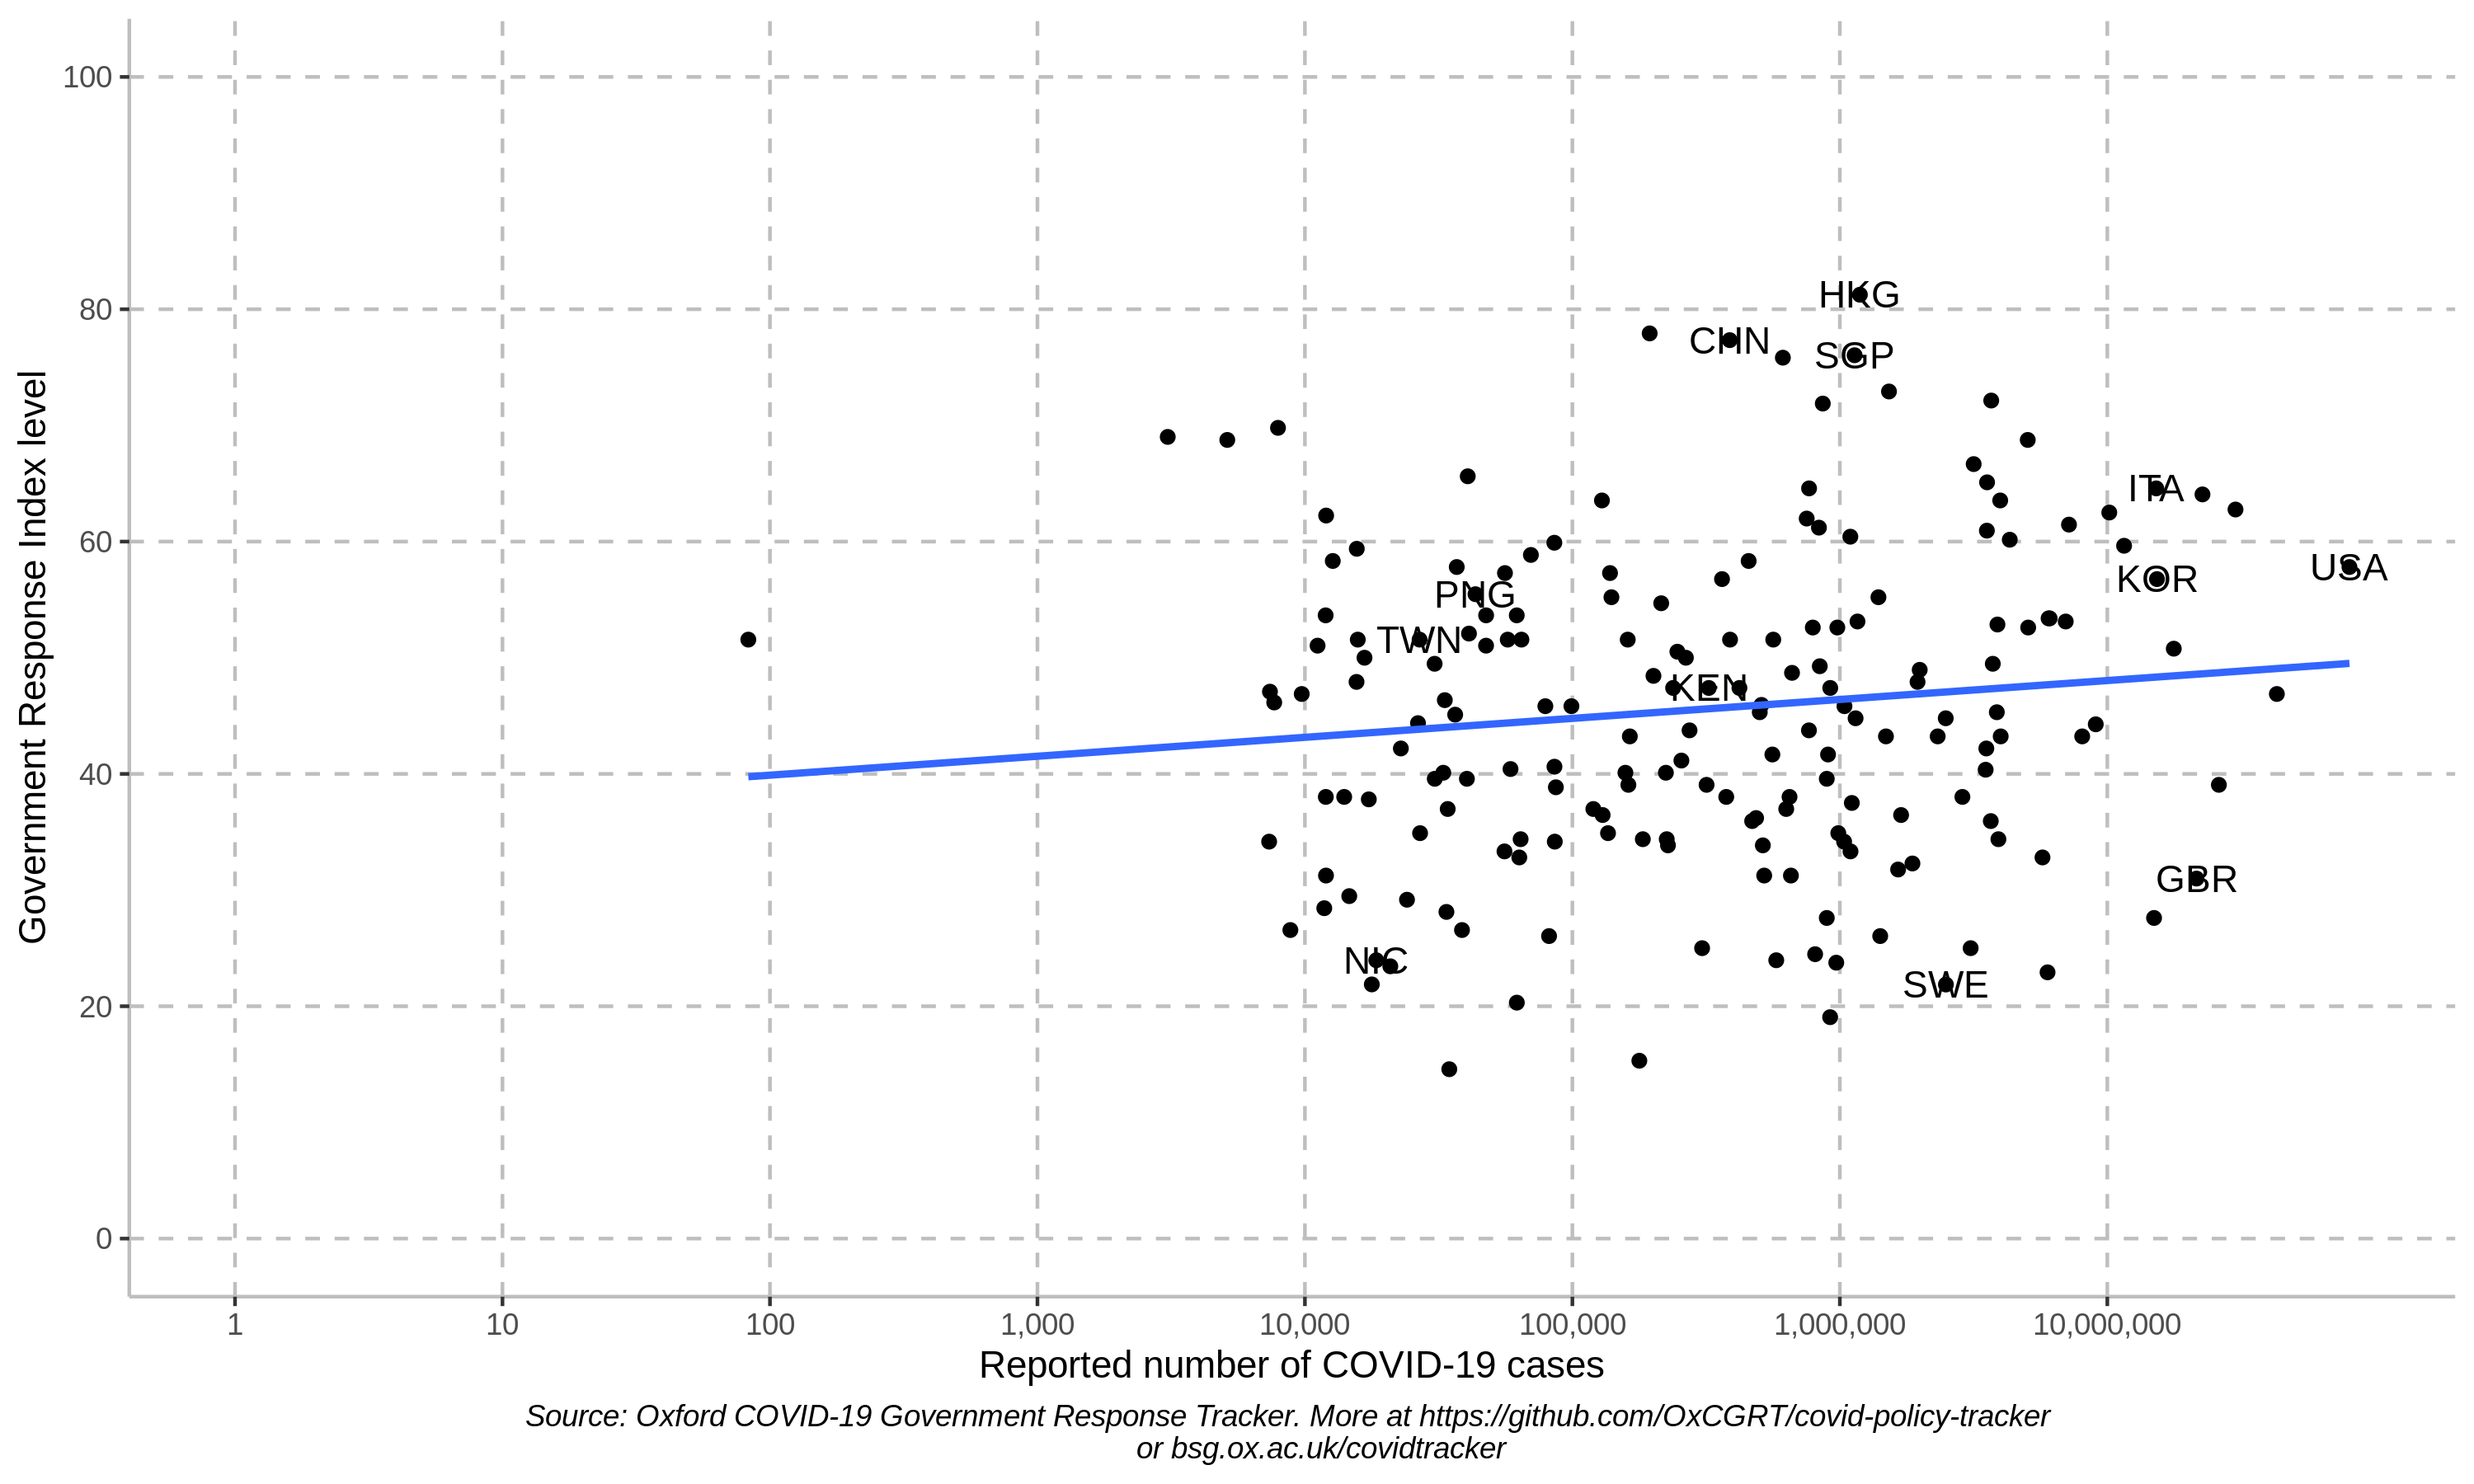 Government Response Index level
100
80
60
40
20
0
HKG
CHN
SGP
ITA
USA
KOR
PNG
TWN
KEN
GBR
NIC
SWE
1 10 100 1,000 10,000 100,000 1,000,000 10,000,000
Reported number of COVID-19 cases
Source: Oxford COVID-19 Government Response Tracker. More at https://github.com/OxCGRT/covid-policy-tracker
or bsg.ox.ac.uk/covidtracker